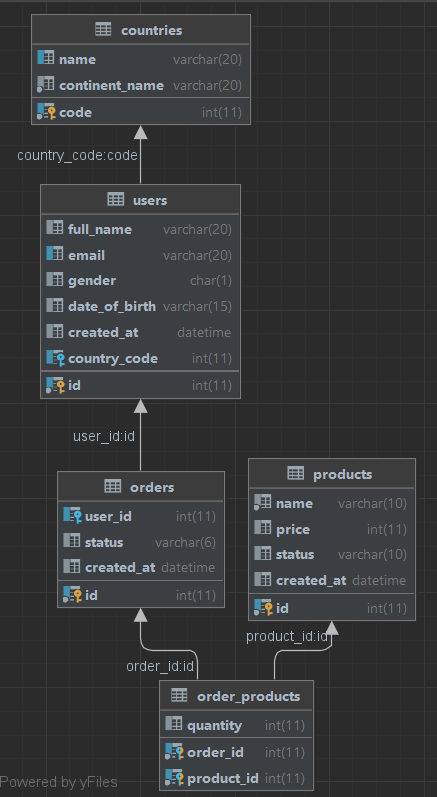 countries
name varchar(20)
continent_name varchar(20)
code int(11)
country_code:code
users
full_name varchar(20)
email varchar(20)
gender char(1)
date_of_birth varchar(15)
created_at datetime
country_code int(11)
id int(11)
user_id:id
orders
user_id int(11)
status varchar(6)
created_at datetime
id int(11)
products
name varchar(10)
price int(11)
status varchar(10)
created_at datetime
id int(11)
order_id:id
product_id:id
order_products
quantity int(11)
order_id int(11)
product_id int(11)
Powered by yFiles